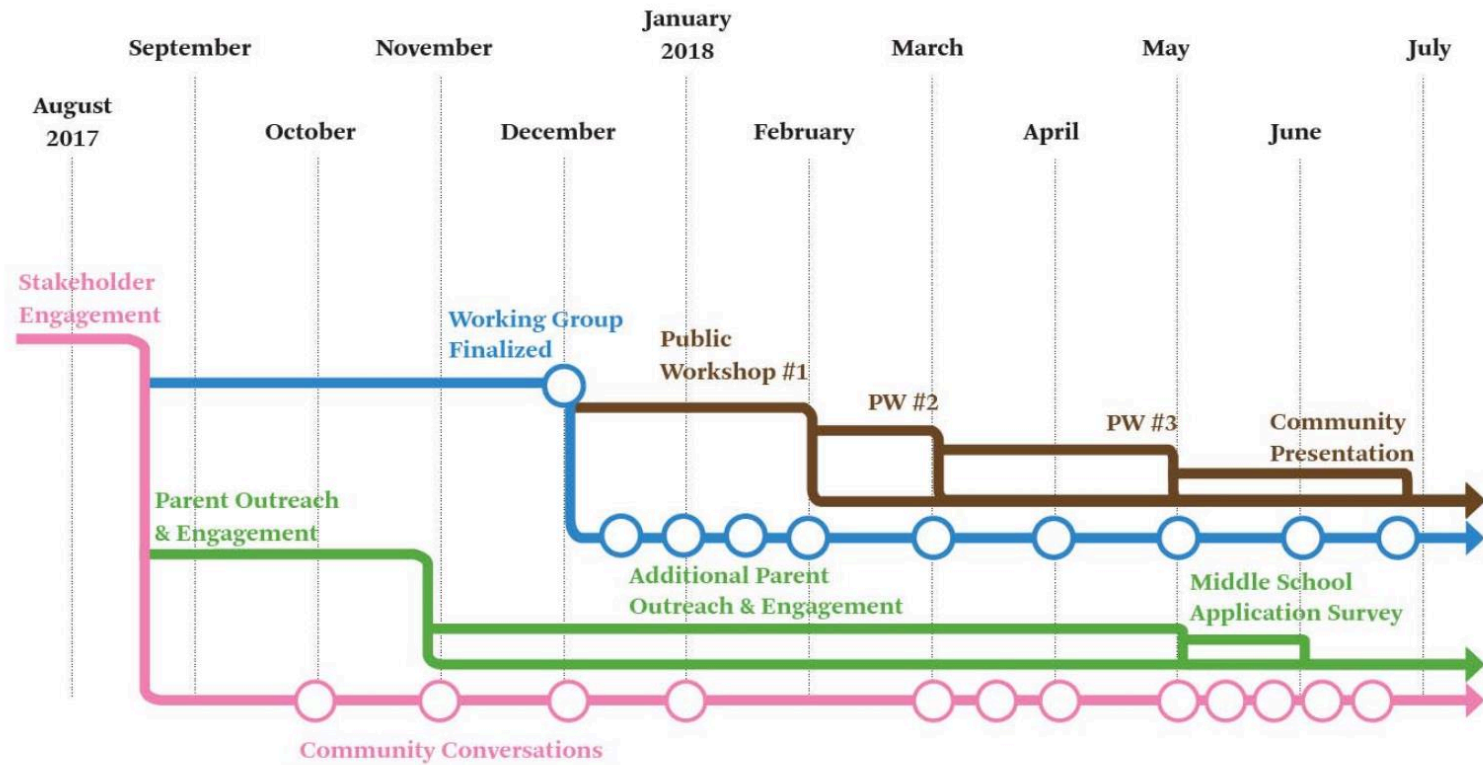 January
2018
September
November
March
May
July
August
2017
October
December
February
April
June
Stakeholder
Engagement
Working Group
Finalized
Public
Workshop #1
PW #2
PW #3
Community
Presentation
Parent Outreach
& Engagement
Additional Parent
Outreach & Engagement
Middle School
Application Survey
Community Conversations